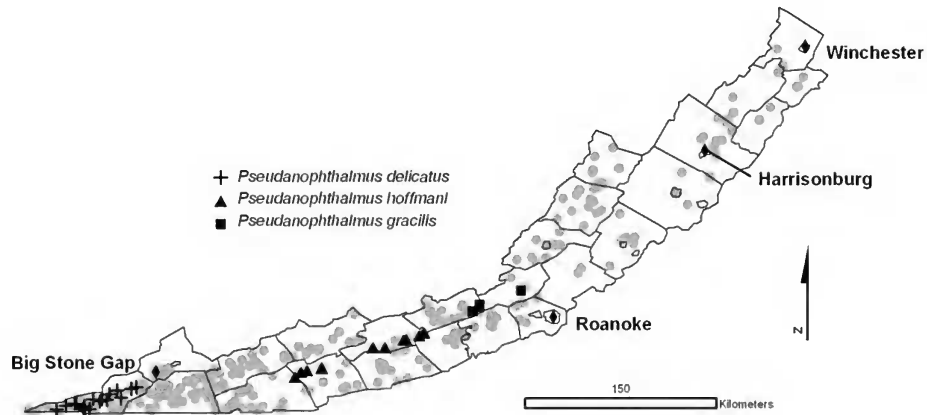 Winchester
Pseudanophthalmus delicatus
Pseudanophthalmus hoffmani
Pseudanophthalmus gracilis
Harrisonburg
N
Roanoke
Big Stone Gap
150
Kilometers